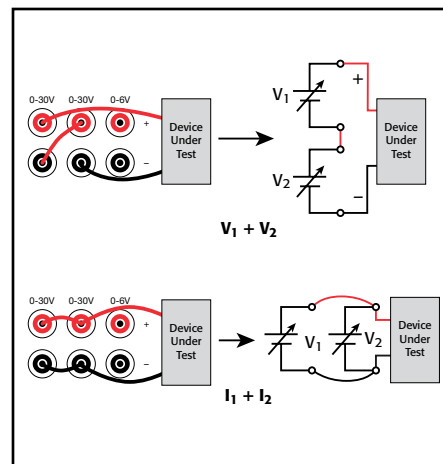 0-30V 0-30V 0-6V
+
−
Device
Under
Test
V1
V2
+
−
Device
Under
Test
V1 + V2
0-30V 0-30V 0-6V
+
−
Device
Under
Test
V1
V2
Device
Under
Test
I1 + I2